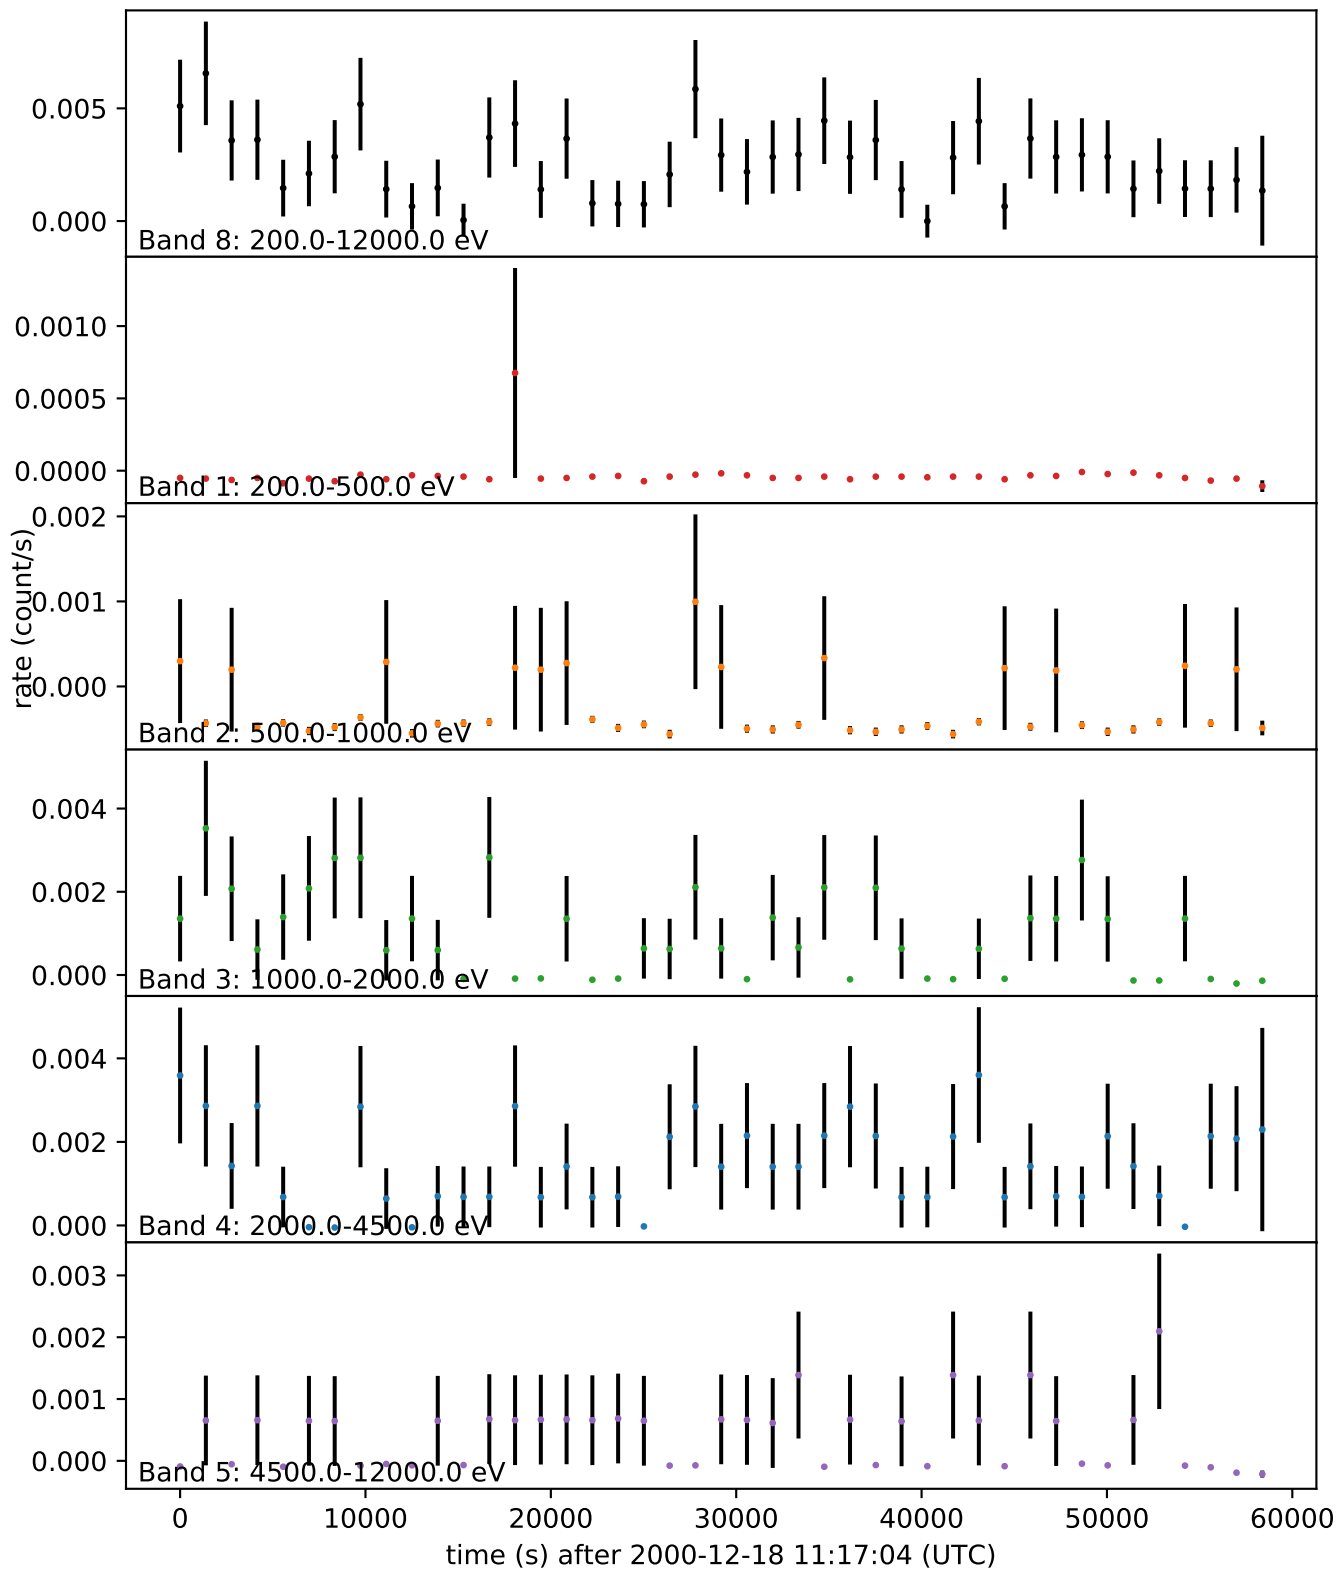 0.005
0.000
Band 8: 200.0-12000.0 eV
0.0010
0.0005
0.0000
Band 1: 200.0-500.0 eV
rate (count/s)
0.002
0.001
0.000
Band 2: 500.0-1000.0 eV
0.004
0.002
0.000
Band 3: 1000.0-2000.0 eV
0.004
0.002
0.000
Band 4: 2000.0-4500.0 eV
0.003
0.002
0.001
0.000
Band 5: 4500.0-12000.0 eV
0 10000 20000 30000 40000 50000 60000
time (s) after 2000-12-18 11:17:04 (UTC)